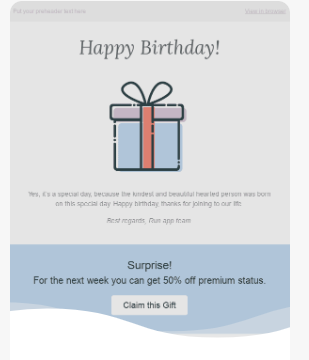 Put your preheader text here.
View in browser
Happy Birthday!
Yes, it's a special day, because the kindest and beautiful hearted person was born
on this special day. Happy birthday thanks for joining to our life.
Best regards, Run app team
Surprise!
For the next week you can get 50% off premium status.
Claim this Gift